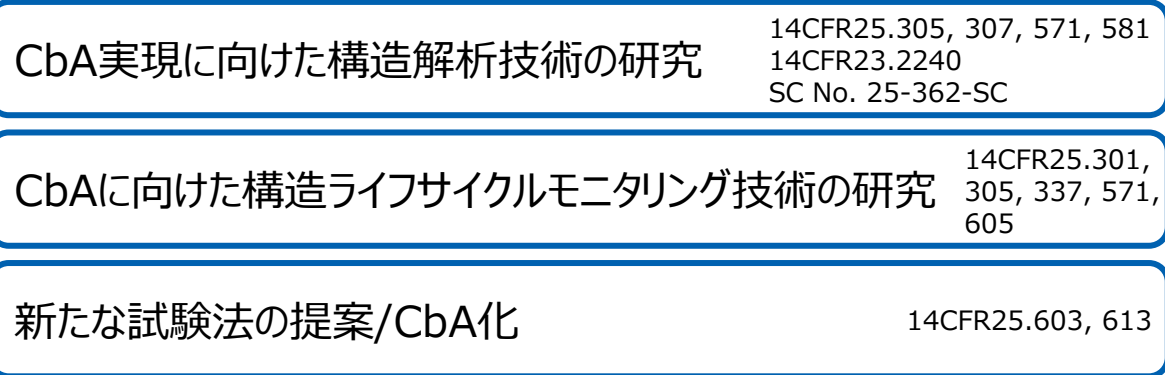 CbA実現に向けた構造解析技術の研究
14CFR25.305, 307, 571, 581
14CFR23.2240
SC No. 25-362-SC
CbAに向けた構造ライフサイクルモニタリング技術の研究
14CFR25.301,
305, 337, 571,
605
新たな試験法の提案/CbA化
14CFR25.603, 613